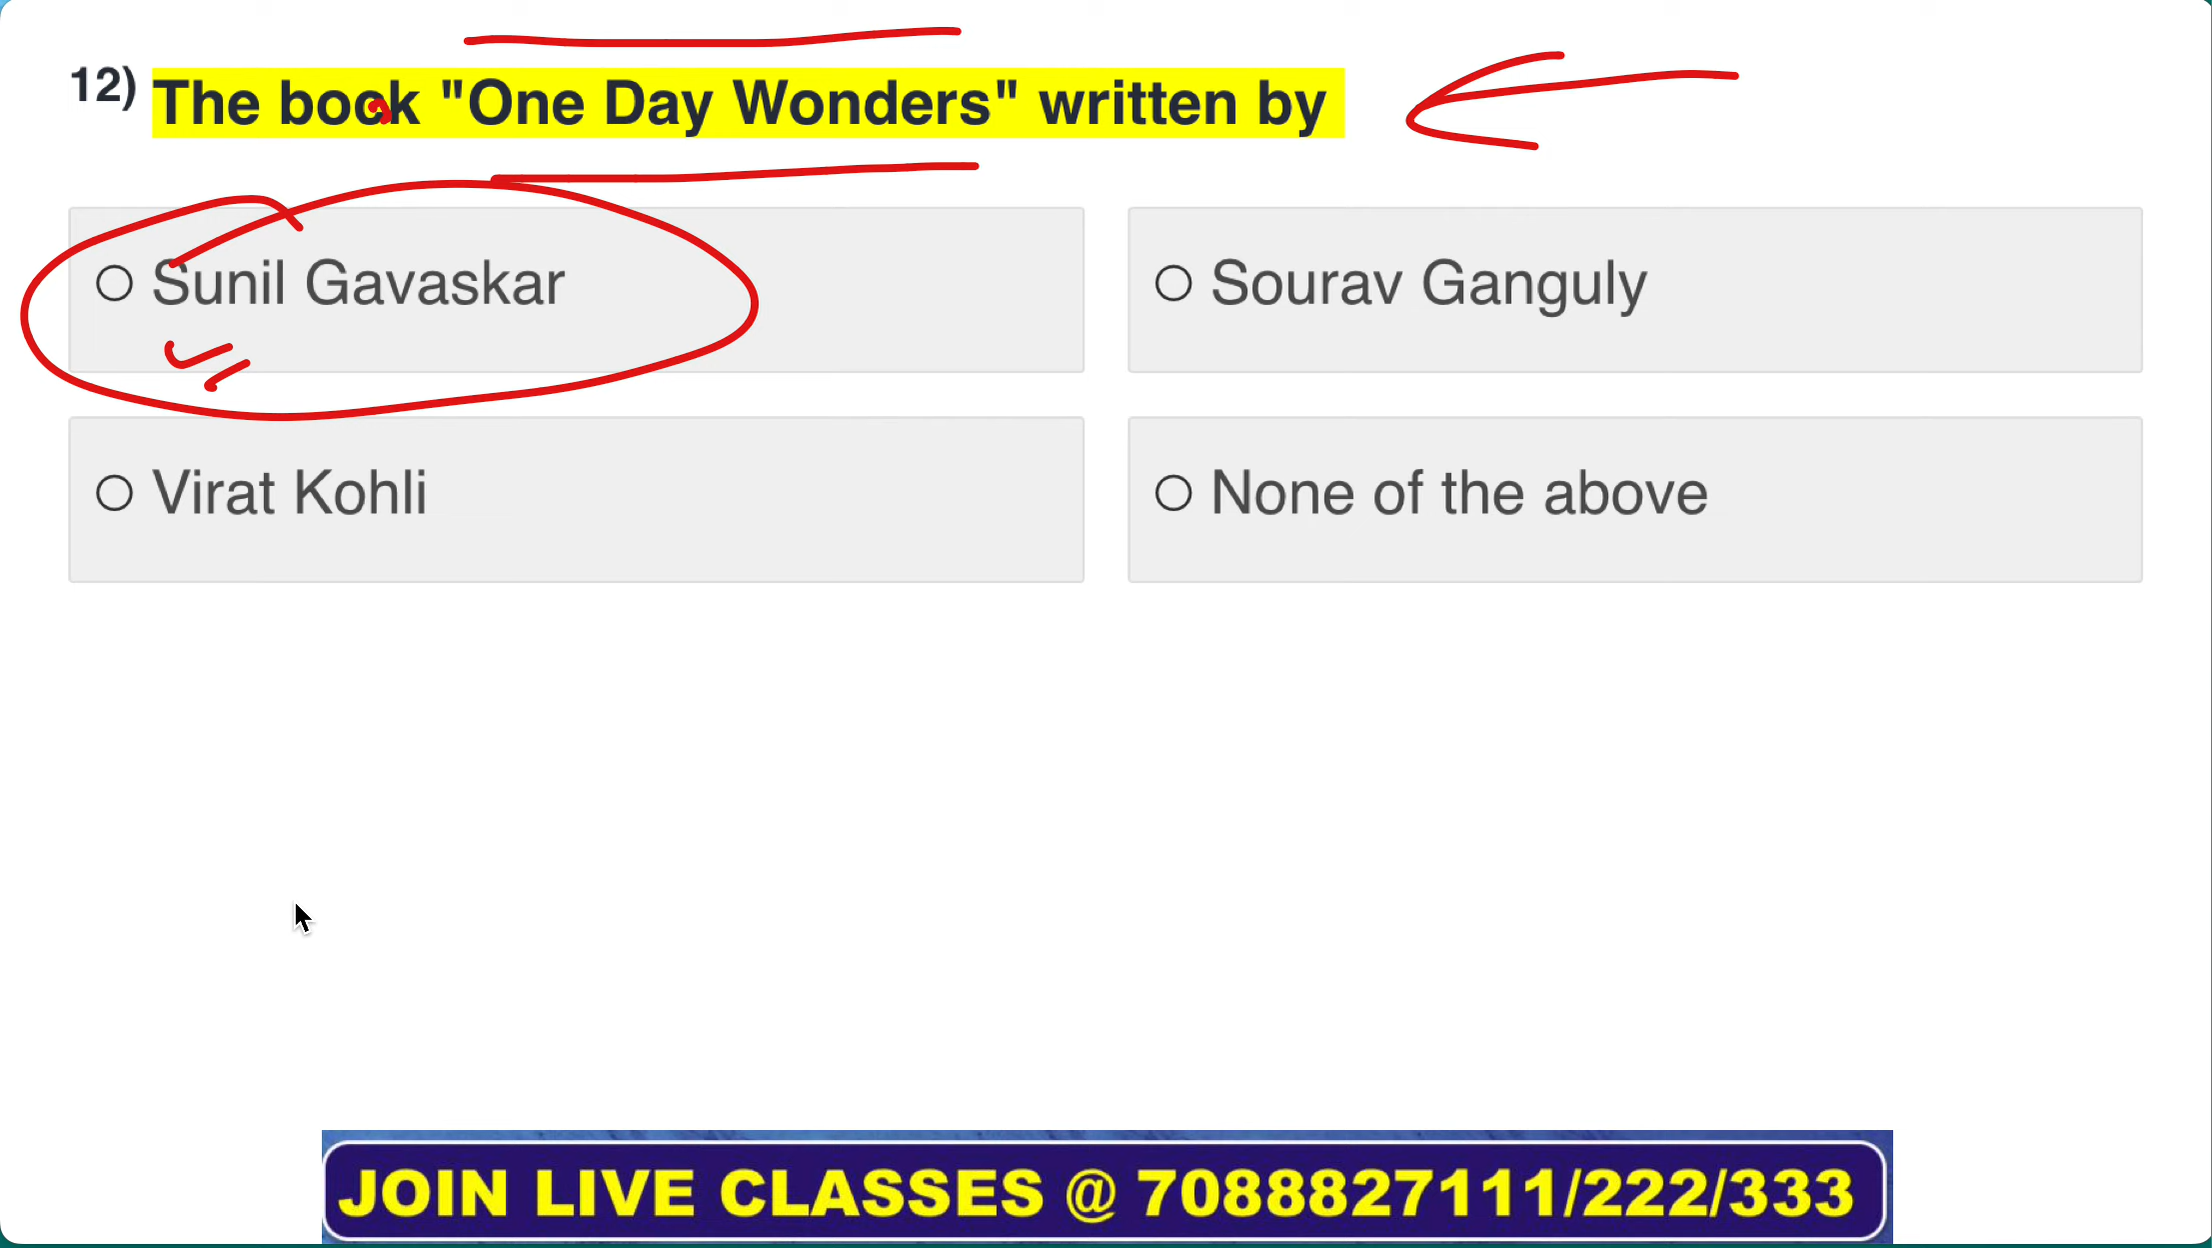 12) The book "One Day Wonders" written by
Sunil Gavaskar
Sourav Ganguly
Virat Kohli
None of the above
JOIN LIVE CLASSES @ 7088827111/222/333